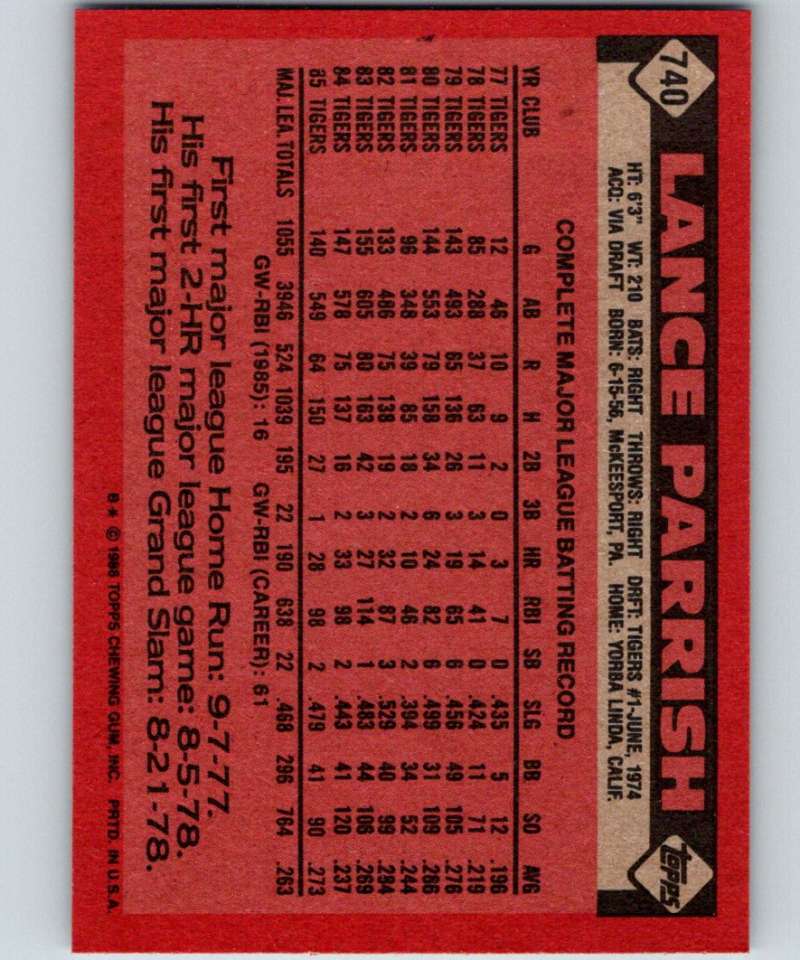 740
LANCE PARRISH
TOPPS
HT: 6'3" WT: 210 BATS: RIGHT THROWS: RIGHT DRFT: TIGERS #1-JUNE, 1974
ACQ: VIA DRAFT BORN: 6-15-56, McKEESPORT, PA. HOME: YORBA LINDA, CALIF.
COMPLETE MAJOR LEAGUE BATTING RECORD
YR CLUB G AB R H 2B 3B HR RBI SB SLG BB SO AVG
77 TIGERS 12 46 10 9 2 0 3 7 0 .435 5 12 .196
78 TIGERS 85 288 37 63 11 3 14 41 0 .424 11 71 .219
79 TIGERS 143 493 65 136 26 3 19 65 6 .456 49 105 .276
80 TIGERS 144 553 79 158 34 6 24 82 6 .499 31 109 .286
81 TIGERS 96 348 39 85 18 2 10 46 2 .394 34 52 .244
82 TIGERS 133 486 75 138 19 2 32 87 3 .529 40 99 .284
83 TIGERS 155 605 80 163 42 3 27 114 1 .483 44 106 .269
84 TIGERS 147 578 75 137 16 2 33 98 2 .443 41 120 .237
85 TIGERS 140 549 64 150 27 1 28 98 2 .479 41 90 .273
MAJ. LEA. TOTALS 1055 3946 524 1039 195 22 190 638 22 .468 296 764 .263
GW-RBI (1985): 16 GW-RBI (CAREER): 61
First major league Home Run: 9-7-77.
His first 2-HR major league game: 8-5-78.
His first major league Grand Slam: 8-21-78.
B* © 1986 TOPPS CHEWING GUM, INC. PRTD. IN U.S.A.